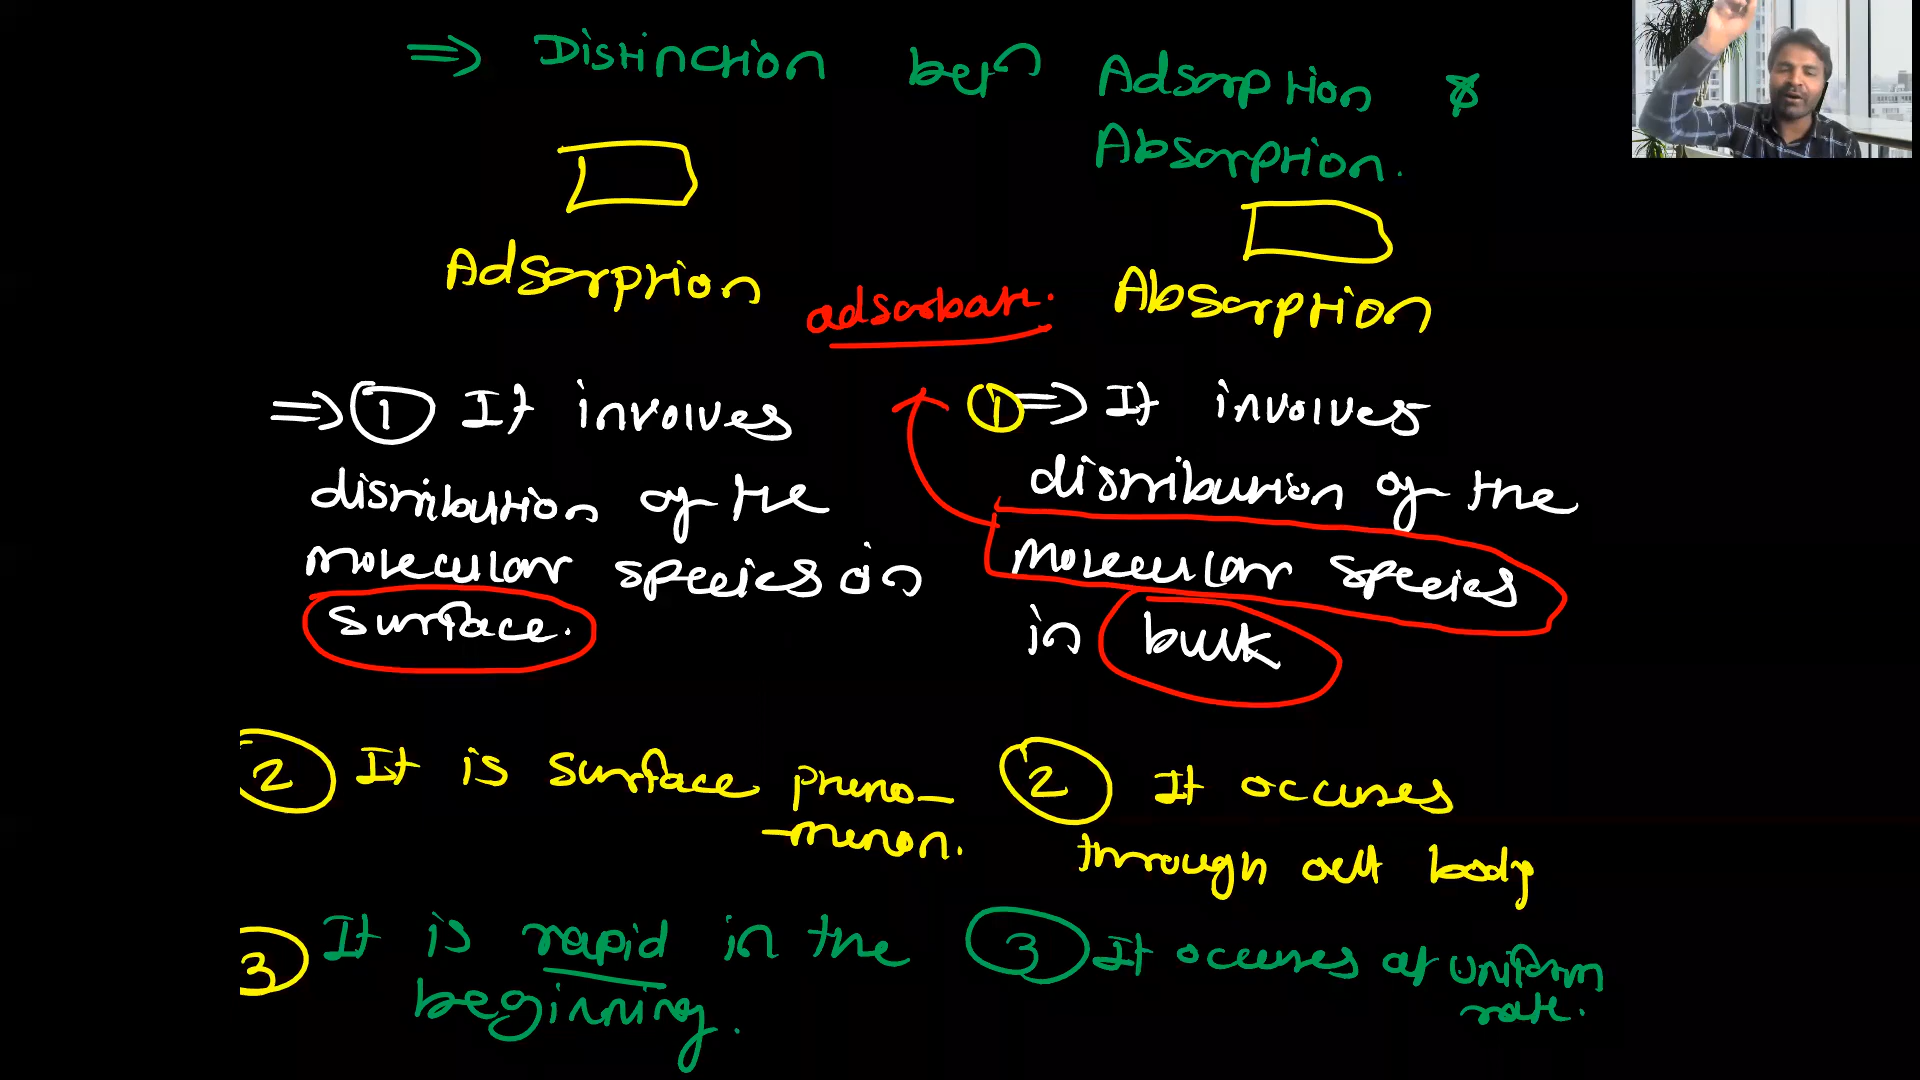 ⇒ Distinction betn Adsorption &
Absorption.
Adsorption
adsorbate.
Absorption
⇒ 1 It involves
distribution of the
molecular species on
surface.
1 ⇒ It involves
distribution of the
molecular species
in bulk
2 It is surface pheno-
-menon.
2 It occures
through out body
3 It is rapid in the
beginning.
3 It occures at uniform
rate.